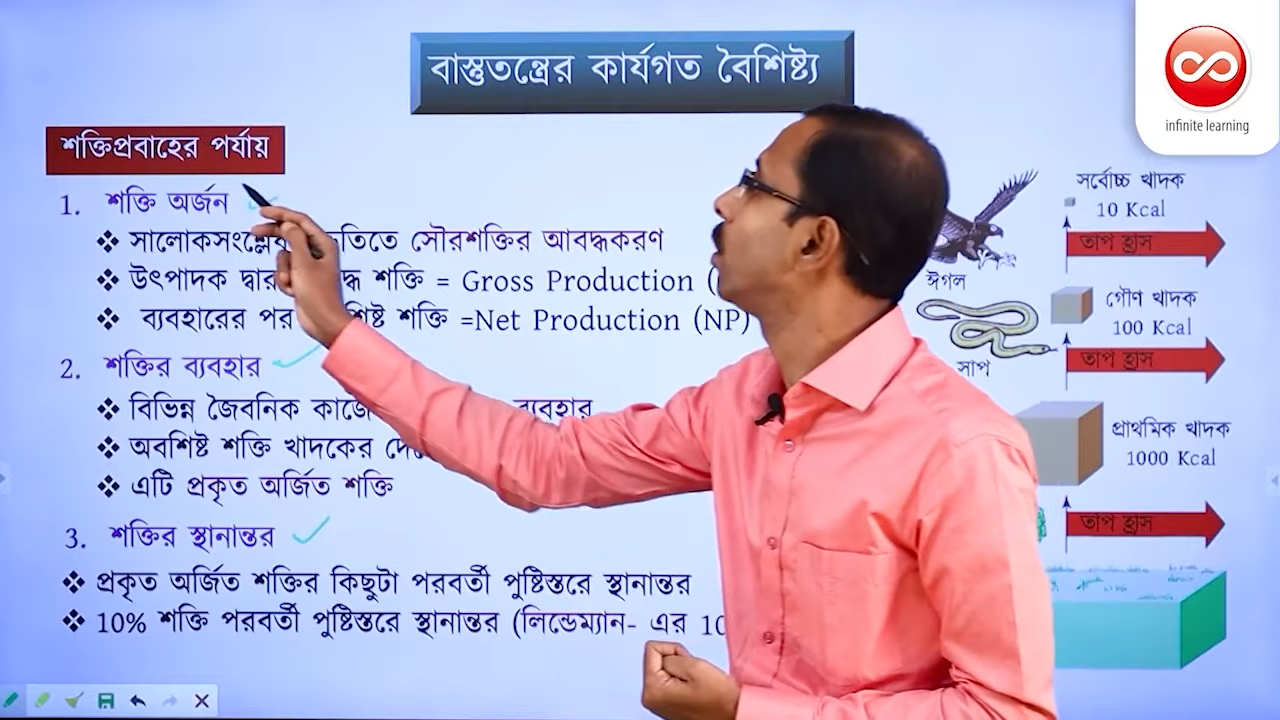 বাস্তুতন্ত্রের কার্যগত বৈশিষ্ট্য
infinite learning
শক্তিপ্রবাহের পর্যায়
1. শক্তি অর্জন
❖ সালোকসংশ্লেষ সৌরশক্তির আবদ্ধকরণ
❖ উৎপাদক শক্তি = Gross Production (
❖ ব্যবহারের পর শক্তি =Net Production (NP)
2. শক্তির ব্যবহার
❖ বিভিন্ন জৈবনিক কাজে ব্যবহার
❖ অবশিষ্ট শক্তি খাদকের
❖ এটি প্রকৃত অর্জিত শক্তি
3. শক্তির স্থানান্তর
❖ প্রকৃত অর্জিত শক্তির কিছুটা পরবর্তী পুষ্টিস্তরে স্থানান্তর
❖ 10% শক্তি পরবর্তী পুষ্টিস্তরে স্থানান্তর (লিন্ডেম্যান- এর 10
সর্বোচ্চ খাদক
10 Kcal
তাপ হ্রাস
ঈগল
গৌণ খাদক
100 Kcal
তাপ হ্রাস
সাপ
প্রাথমিক খাদক
1000 Kcal
তাপ হ্রাস